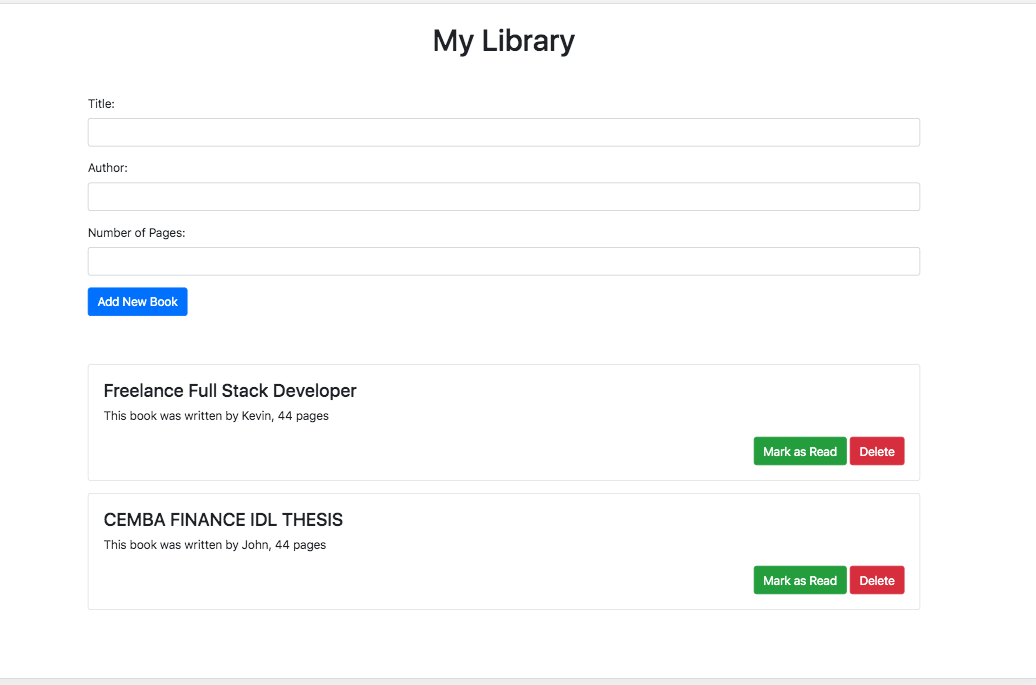 My Library
Title:
Author:
Number of Pages:
Add New Book
Freelance Full Stack Developer
This book was written by Kevin, 44 pages
Mark as Read Delete
CEMBA FINANCE IDL THESIS
This book was written by John, 44 pages
Mark as Read Delete